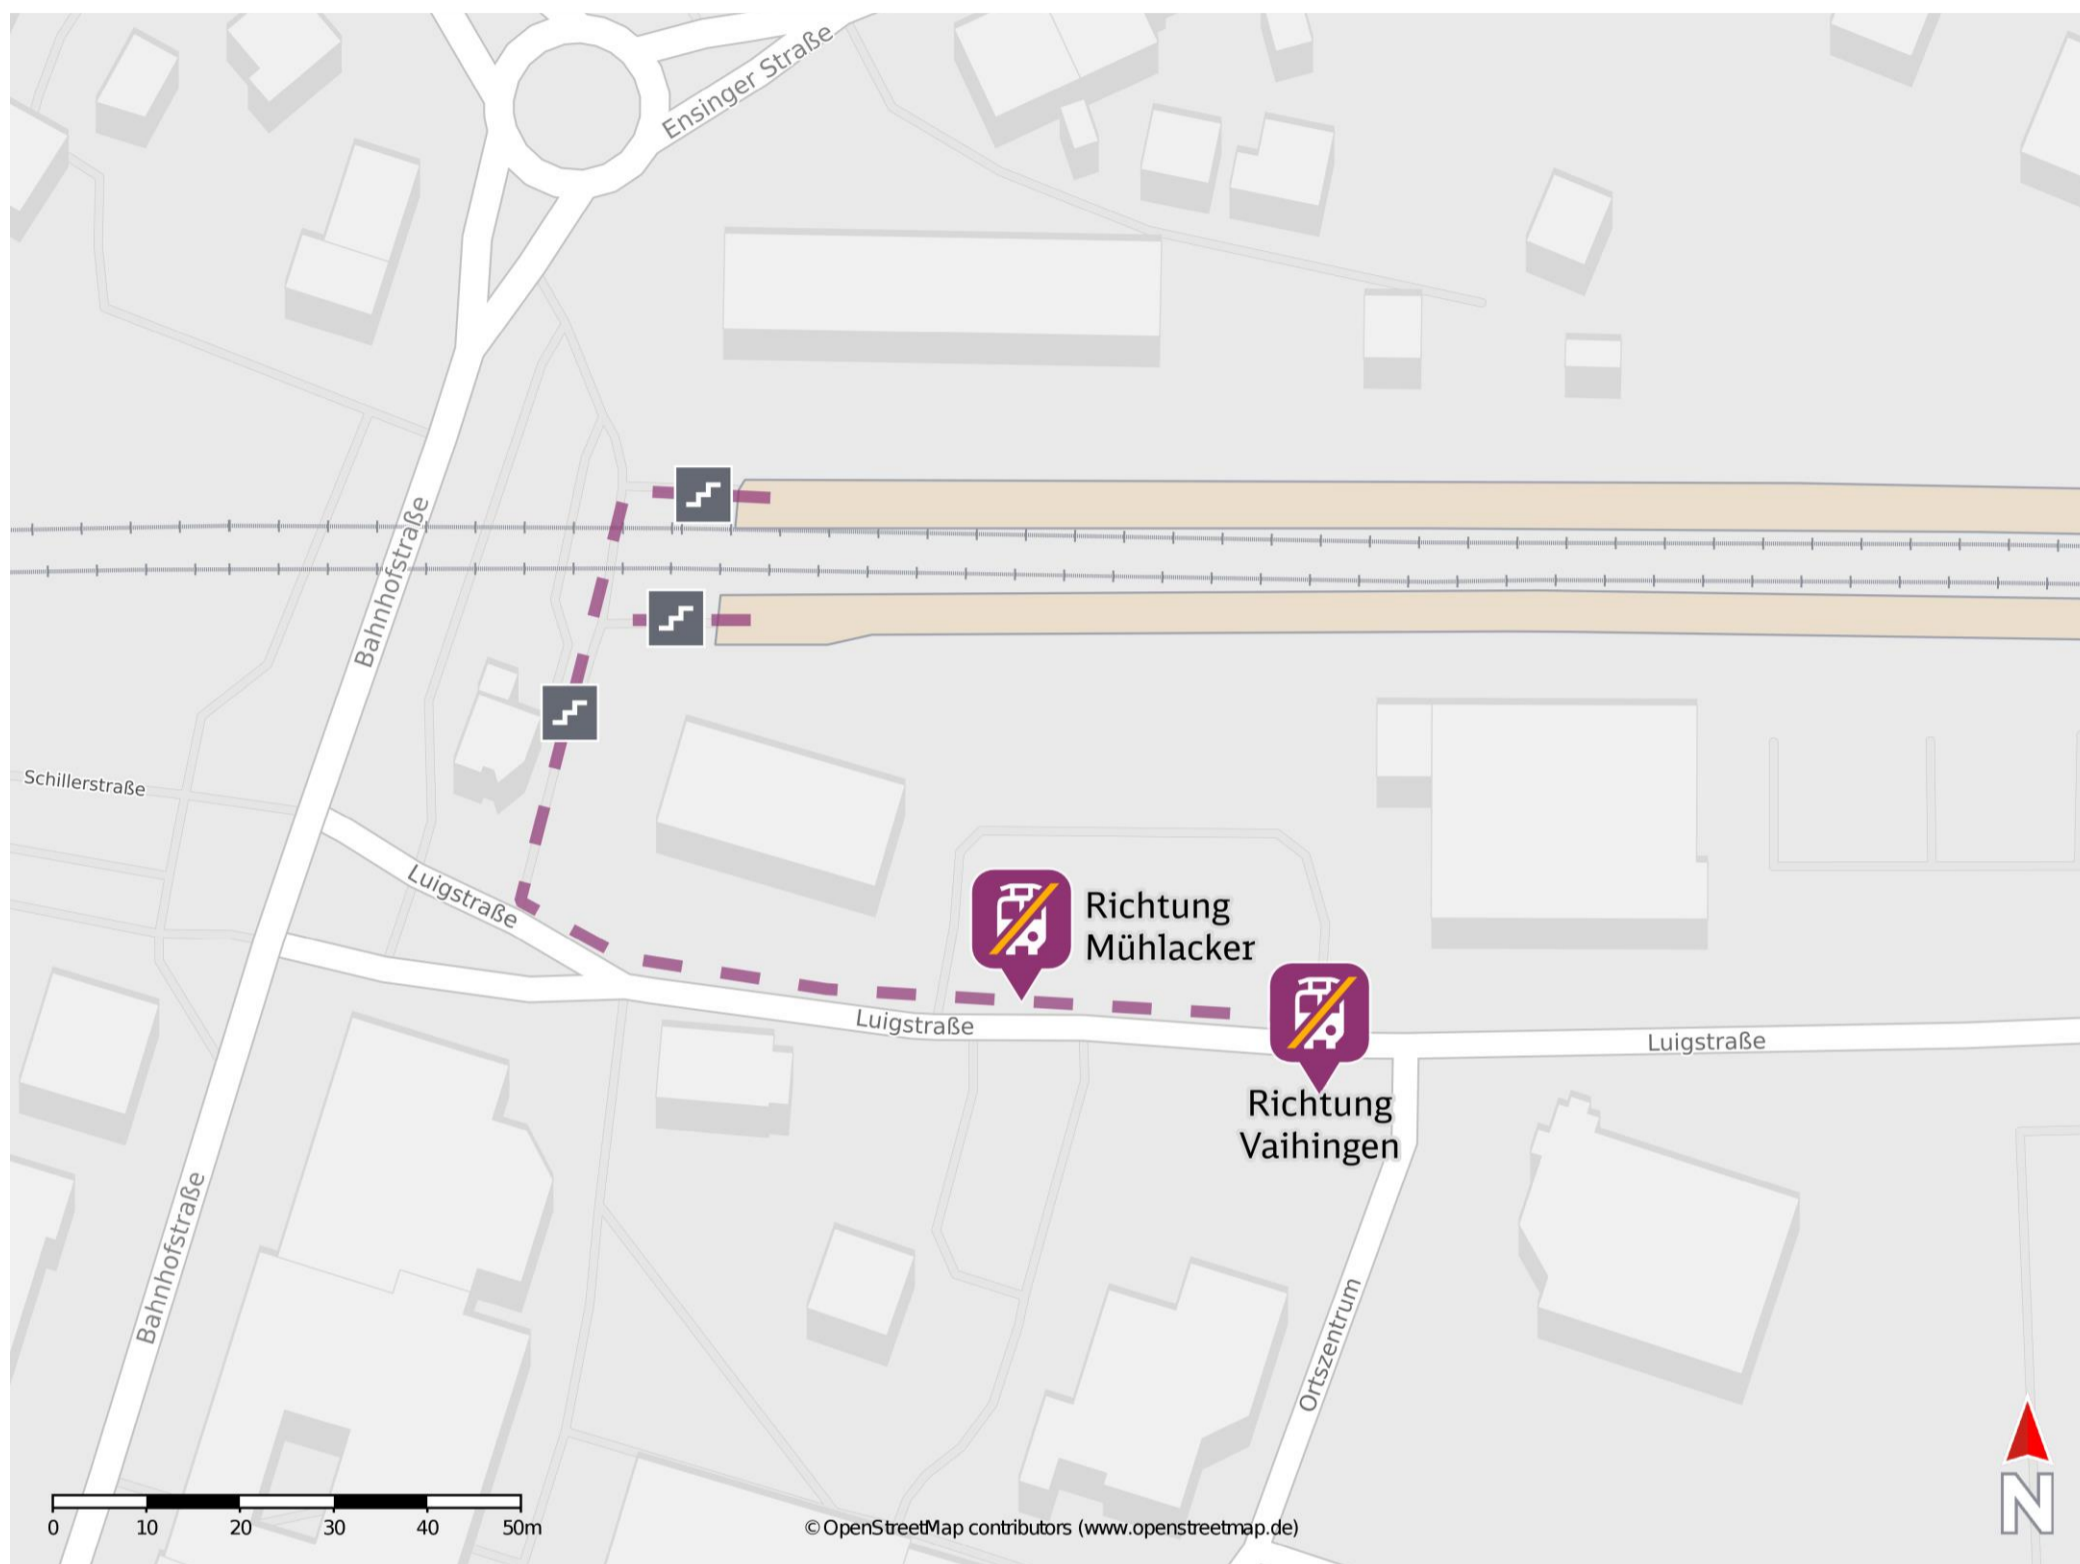 Ensinger Straße
Bahnhofstraße
Schillerstraße
Luigstraße
Richtung
Mühlacker
Luigstraße
Luigstraße
Richtung
Vaihingen
Bahnhofstraße
Ortszentrum
N
0 10 20 30 40 50m
© OpenStreetMap contributors (www.openstreetmap.de)